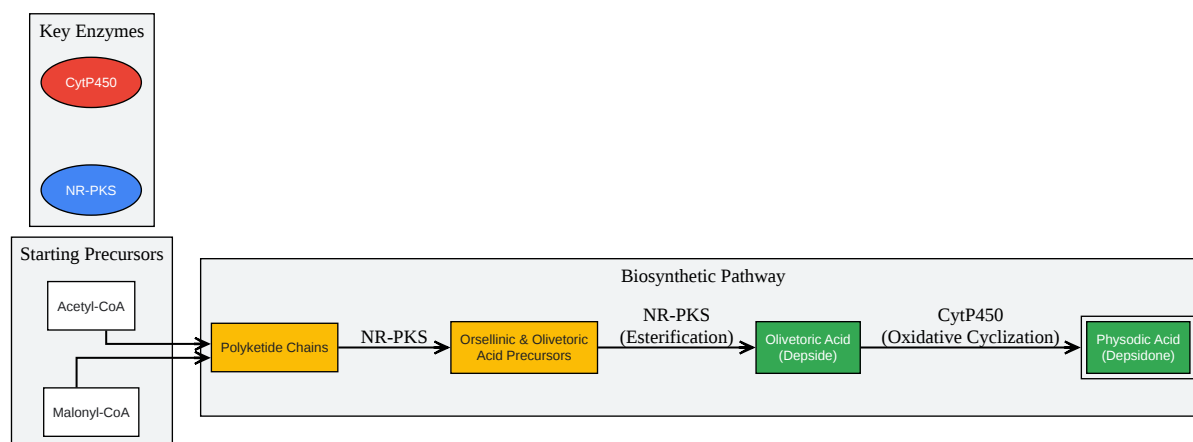 Key Enzymes
CytP450
NR-PKS
Starting Precursors
Acetyl-CoA
Malonyl-CoA
Biosynthetic Pathway
Polyketide Chains
NR-PKS
Orsellinic & Olivetoric
Acid Precursors
NR-PKS
(Esterification)
Olivetoric Acid
(Depside)
CytP450
(Oxidative Cyclization)
Physodic Acid
(Depsidone)